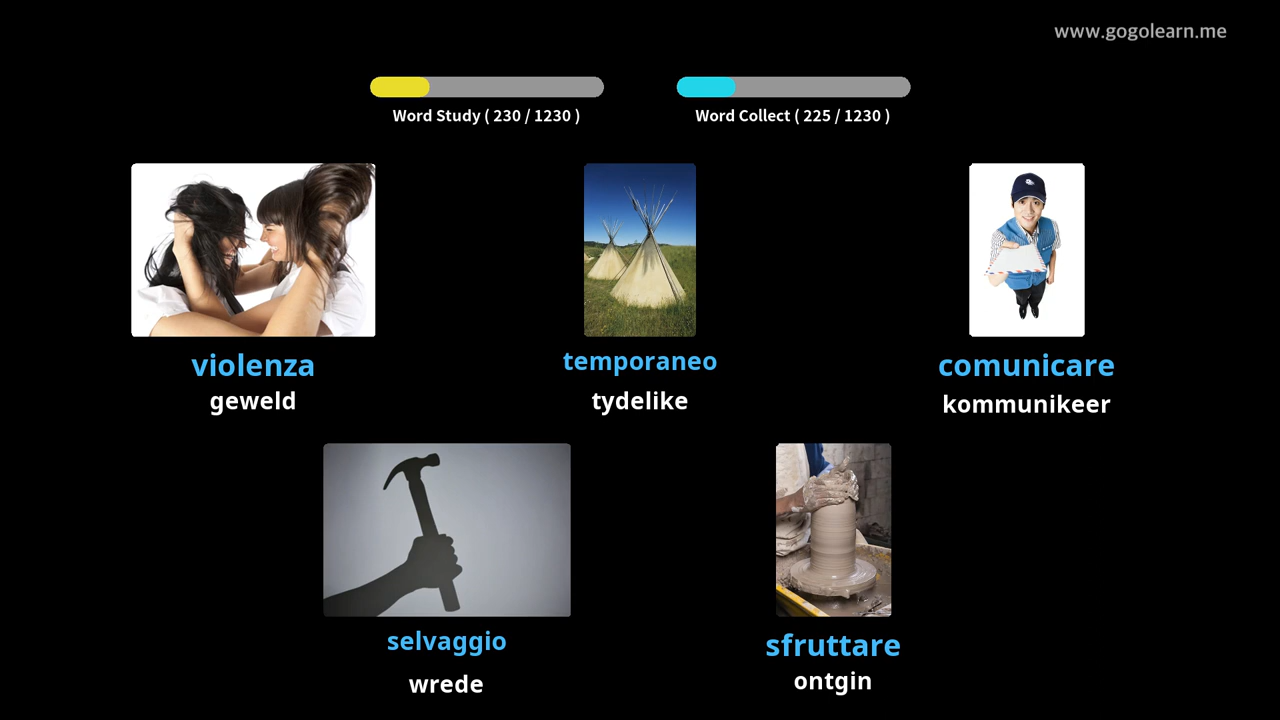 www.gogolearn.me
Word Study ( 230 / 1230 )
Word Collect ( 225 / 1230 )
violenza
geweld
temporaneo
tydelike
comunicare
kommunikeer
selvaggio
wrede
sfruttare
ontgin